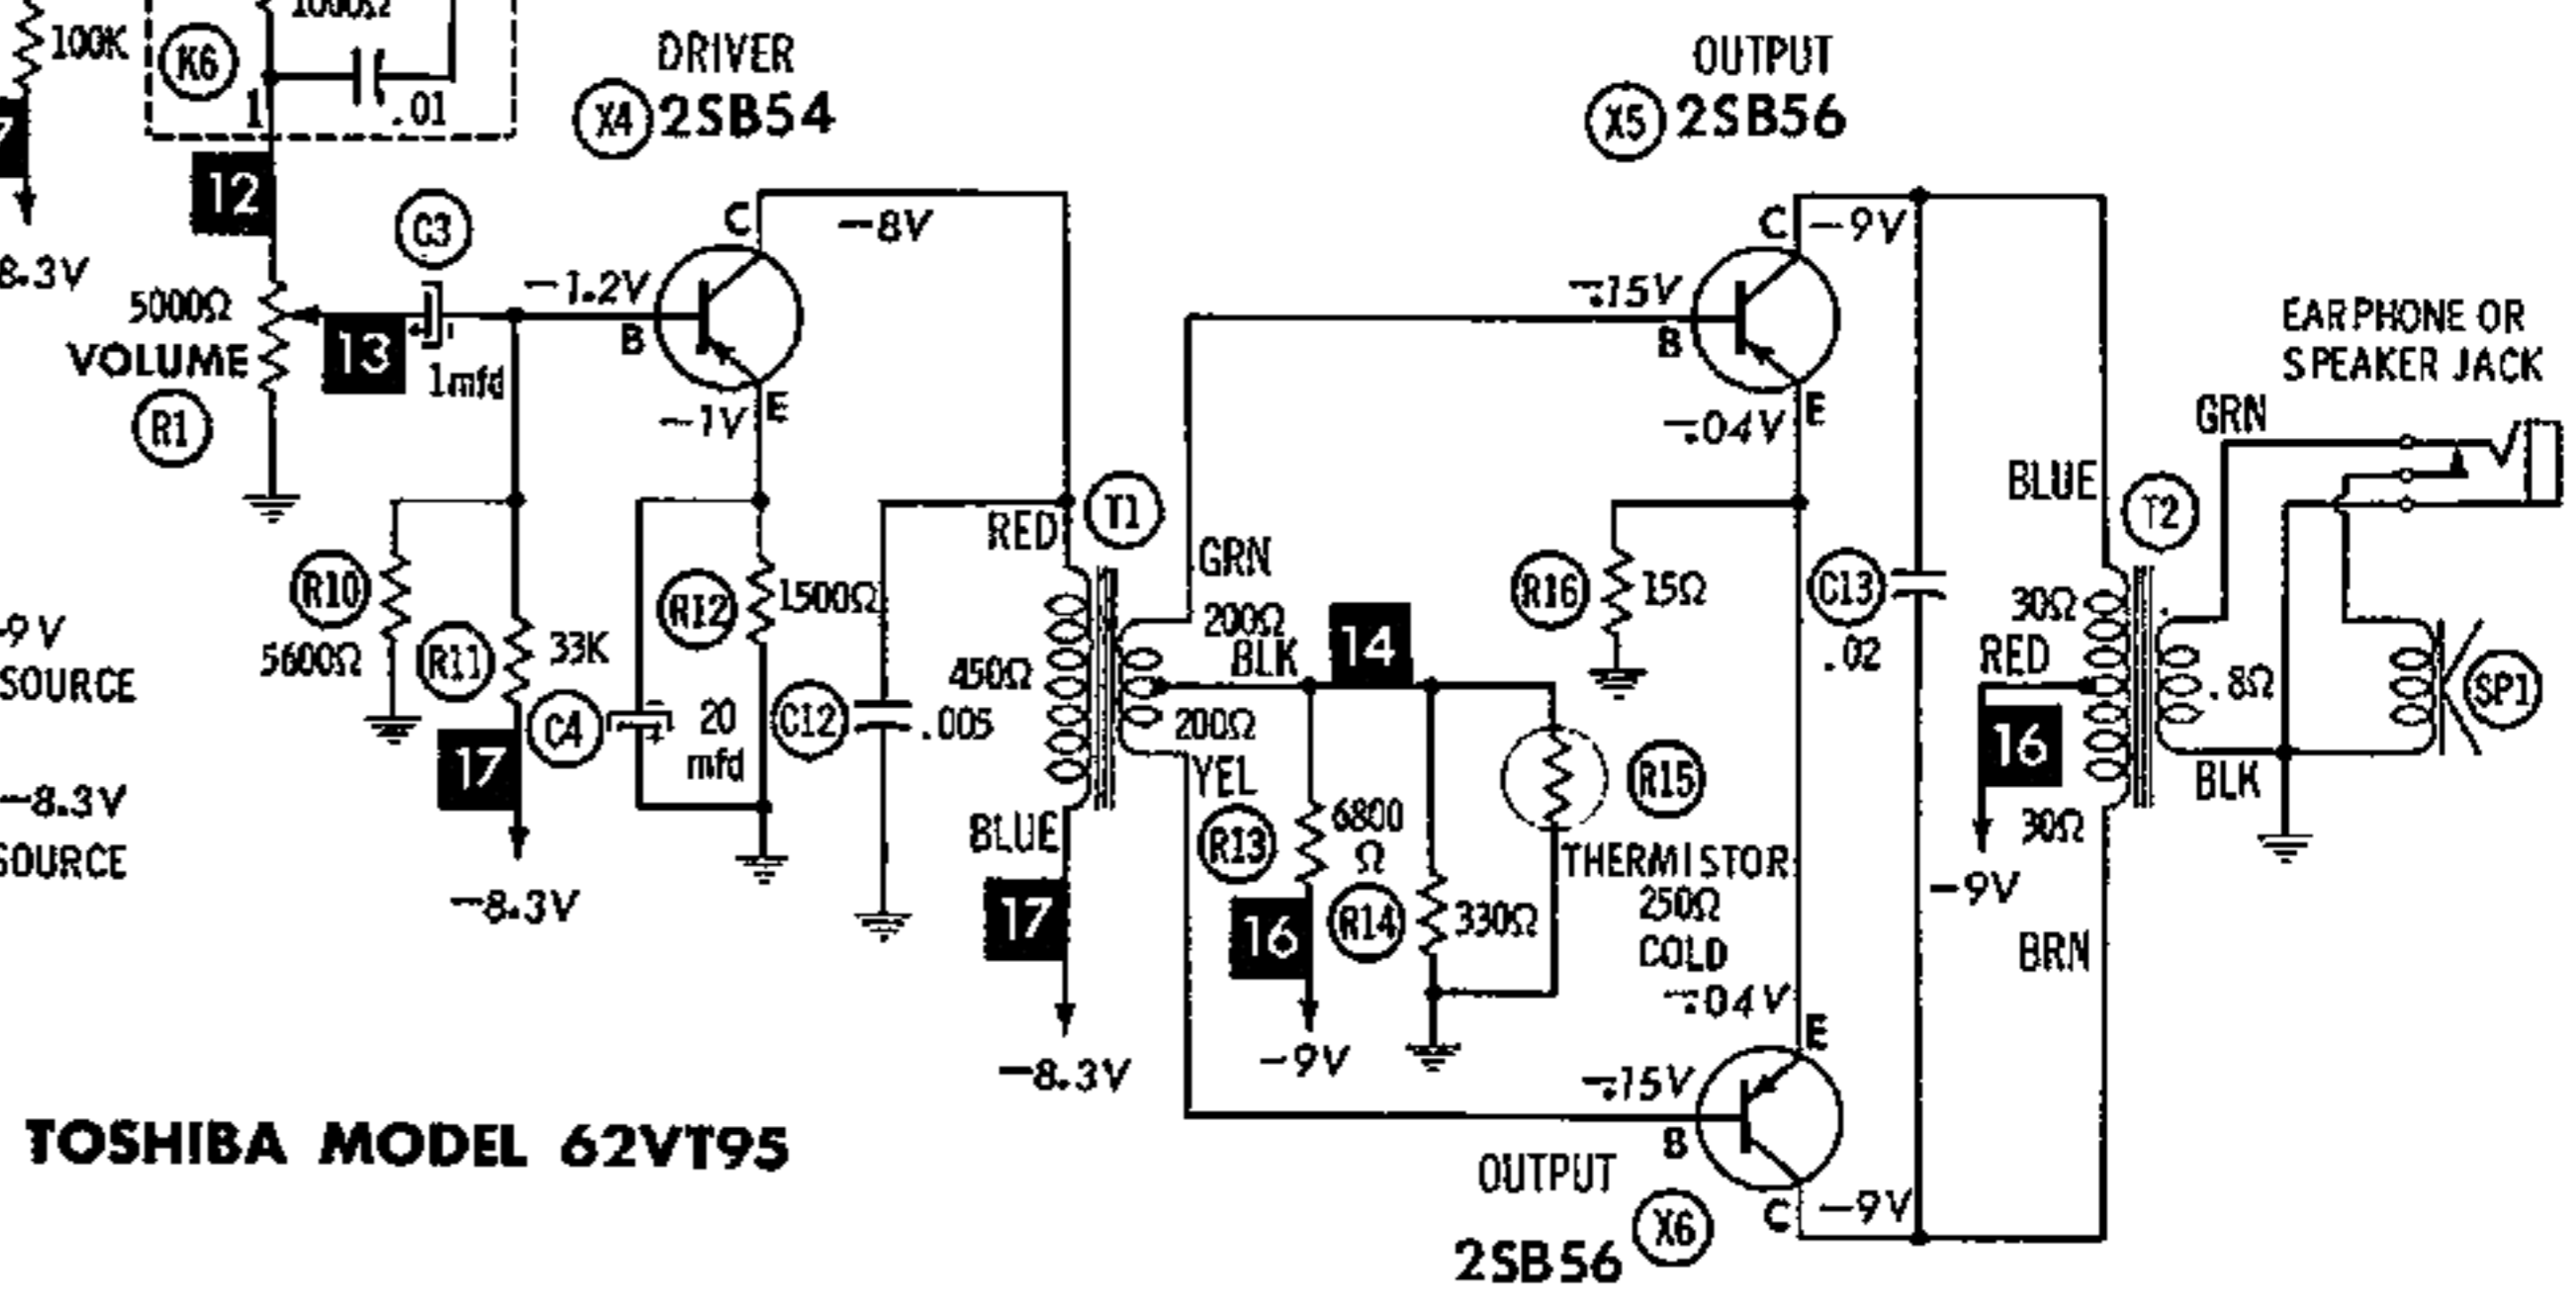 100K
K6
1
.01
DRIVER
X4 2SB54
OUTPUT
X5 2SB56
12
C3
C
-8V
C
-9V
8.3V
5000Ω
VOLUME
R1
13
1mfd
-1.2V
B
-1V
E
-.15V
B
-.04V
E
EARPHONE OR
SPEAKER JACK
GRN
BLUE
T2
RED
T1
GRN
200Ω
BLK
14
R16
15Ω
C13
.02
30Ω
RED
16
.8Ω
SP1
BLK
30Ω
-9V
BRN
R10
5600Ω
R11
33K
R12
1500Ω
C4
20
mfd
C12
.005
450Ω
200Ω
YEL
BLUE
17
-8.3V
17
-8.3V
R13
6800
Ω
16
-9V
R14
330Ω
R15
THERMISTOR
250Ω
COLD
-.04V
E
-.15V
B
C
-9V
-9V
SOURCE
-8.3V
SOURCE
TOSHIBA MODEL 62VT95
OUTPUT
2SB56 X6